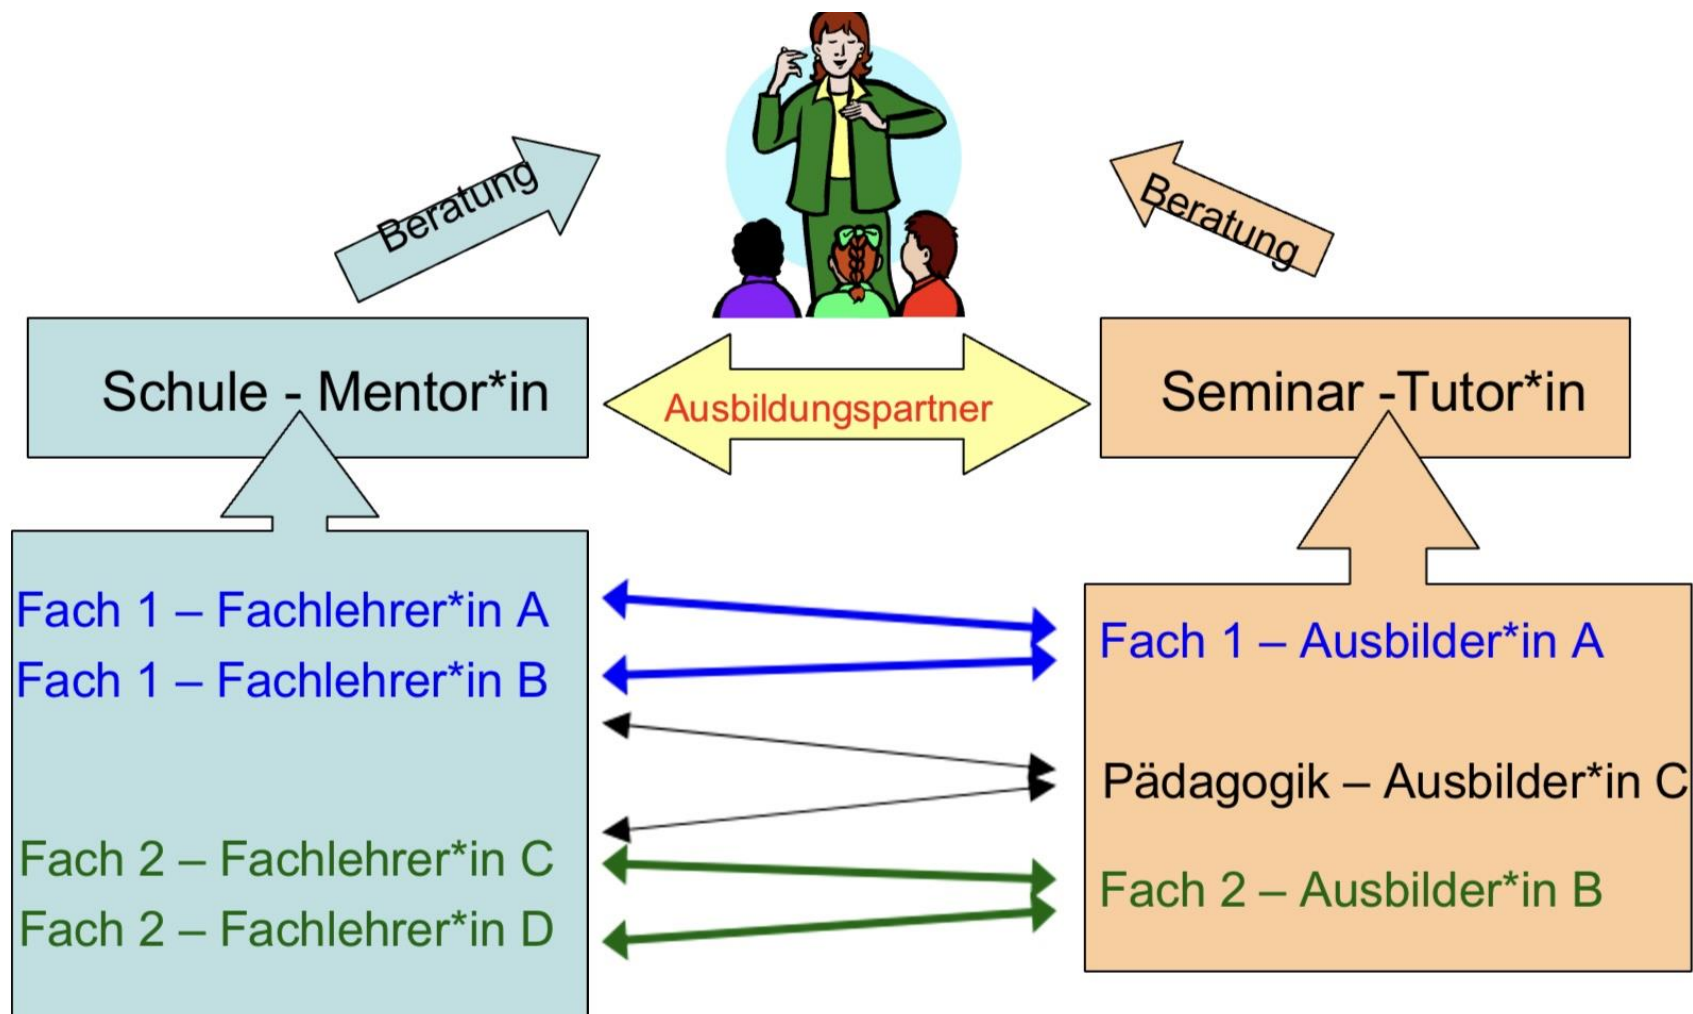 Beratung
Beratung
Schule - Mentor*in
Ausbildungspartner
Seminar -Tutor*in
Fach 1 – Fachlehrer*in A
Fach 1 – Fachlehrer*in B
Fach 2 – Fachlehrer*in C
Fach 2 – Fachlehrer*in D
Fach 1 – Ausbilder*in A
Pädagogik – Ausbilder*in C
Fach 2 – Ausbilder*in B